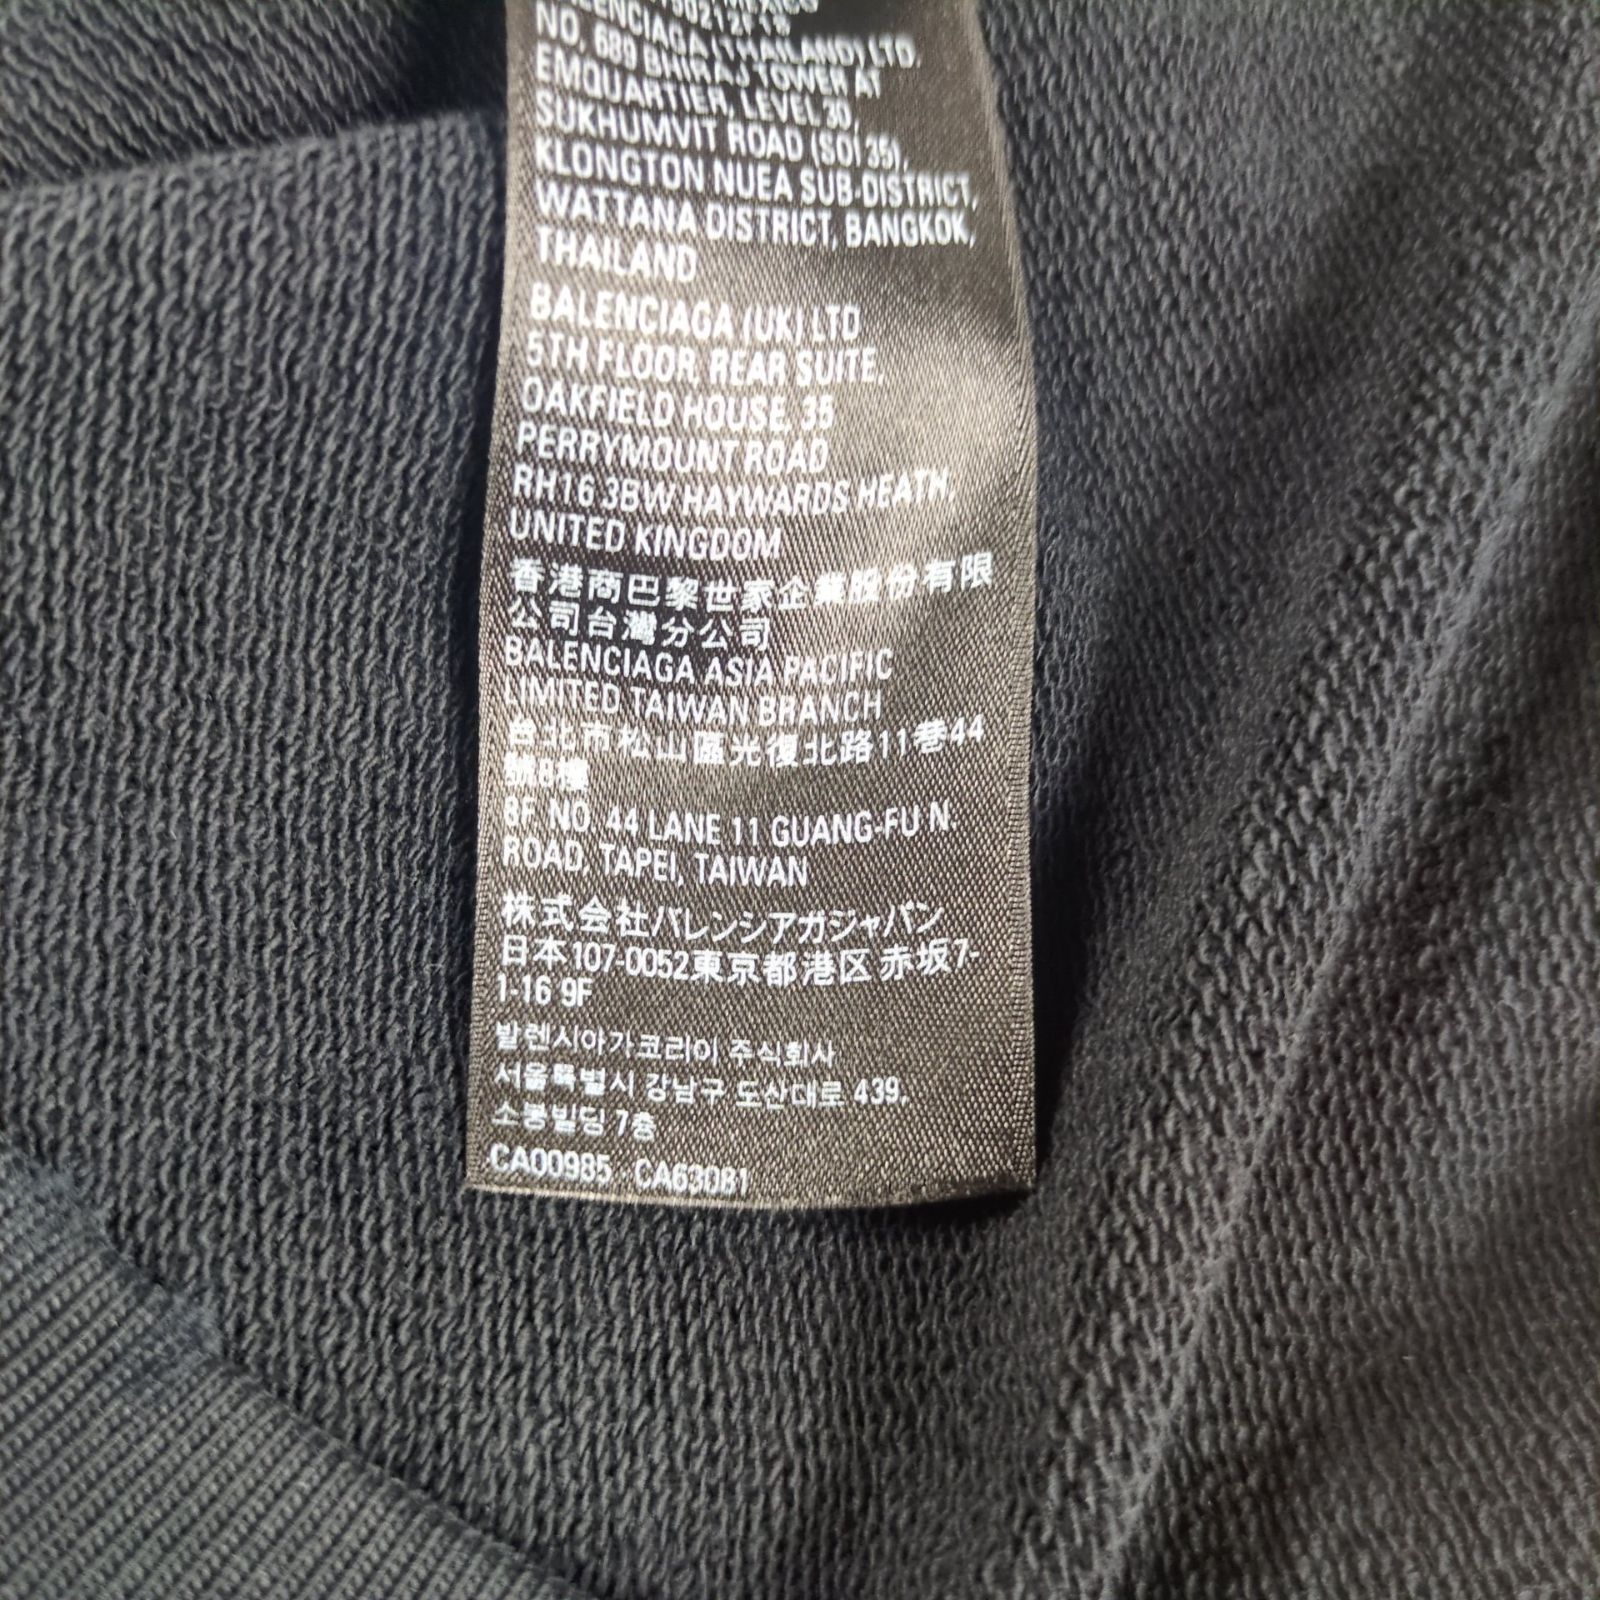 BALENCIAGA (THAILAND) LTD.
NO. 689 BHIRAJ TOWER AT
EMQUARTIER, LEVEL 30,
SUKHUMVIT ROAD (SOI 35),
KLONGTON NUEA SUB-DISTRICT,
WATTANA DISTRICT, BANGKOK,
THAILAND
BALENCIAGA (UK) LTD
5TH FLOOR, REAR SUITE,
OAKFIELD HOUSE, 35
PERRYMOUNT ROAD
RH16 3BW HAYWARDS HEATH,
UNITED KINGDOM
香港商巴黎世家企業股份有限
公司台灣分公司
BALENCIAGA ASIA PACIFIC
LIMITED TAIWAN BRANCH
台北市松山區光復北路11巷44
號8樓
8F NO. 44 LANE 11 GUANG-FU N.
ROAD, TAPEI, TAIWAN
株式会社バレンシアガジャパン
日本107-0052東京都港区赤坂7-
1-16 9F
발렌시아가코리아 주식회사
서울특별시 강남구 도산대로 439,
소봉빌딩 7층
CA00985 - CA63081